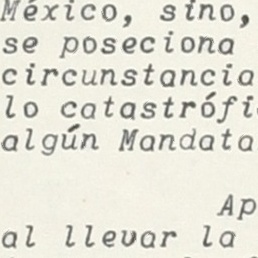 México, sino,
se poseciona
circunstancia
lo catastrófi
algún Mandata
Ap
al llevar la